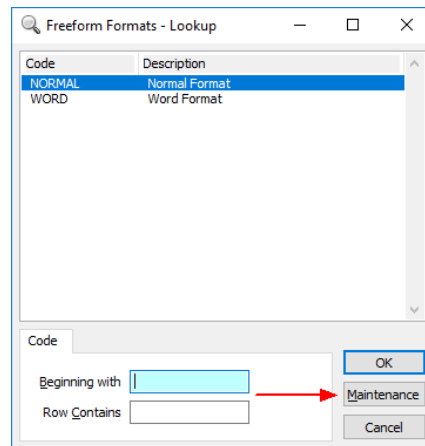 Freeform Formats - Lookup
Code Description
NORMAL Normal Format
WORD Word Format
Code
Beginning with
Row Contains
OK
Maintenance
Cancel